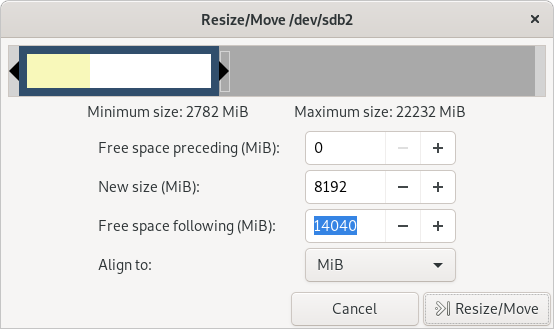 Resize/Move /dev/sdb2
Minimum size: 2782 MiB Maximum size: 22232 MiB
Free space preceding (MiB): 0
New size (MiB): 8192
Free space following (MiB): 14040
Align to: MiB
Cancel Resize/Move